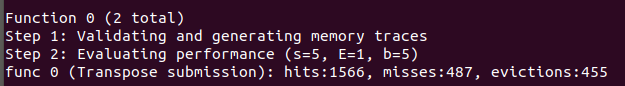 Function 0 (2 total)
Step 1: Validating and generating memory traces
Step 2: Evaluating performance (s=5, E=1, b=5)
func 0 (Transpose submission): hits:1566, misses:487, evictions:455